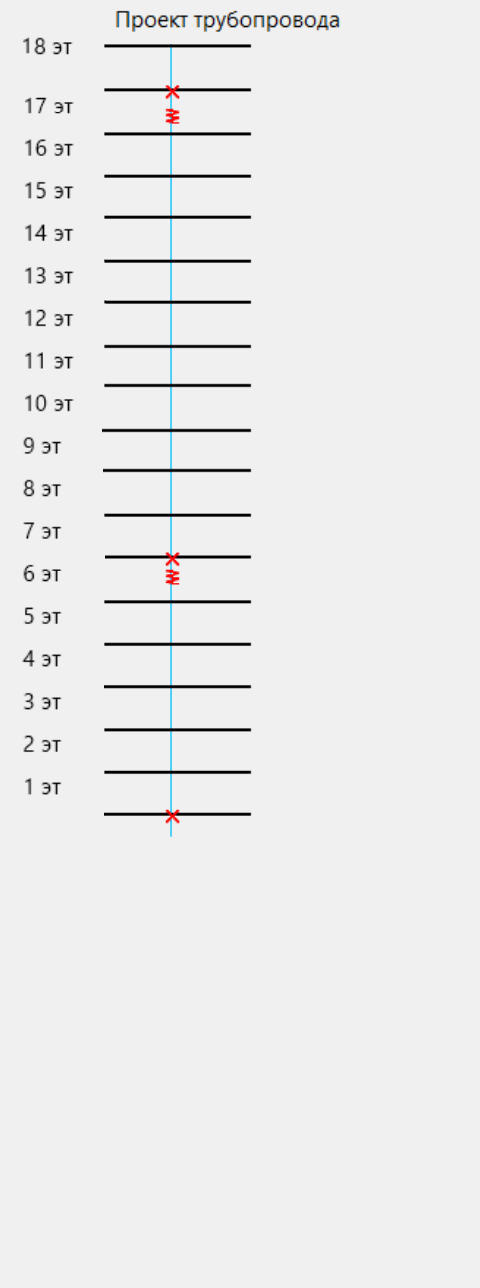 Проект трубопровода
18 эт
17 эт
16 эт
15 эт
14 эт
13 эт
12 эт
11 эт
10 эт
9 эт
8 эт
7 эт
6 эт
5 эт
4 эт
3 эт
2 эт
1 эт